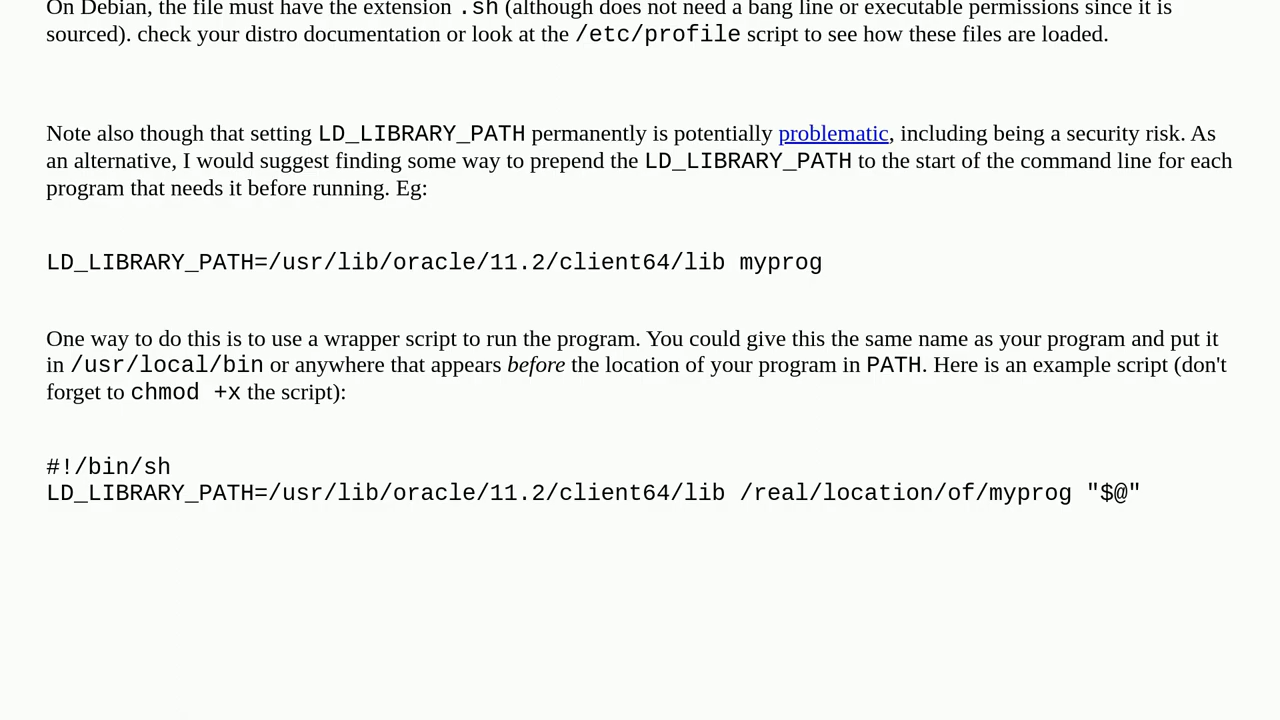 On Debian, the file must have the extension .sh (although does not need a bang line or executable permissions since it is
sourced). check your distro documentation or look at the /etc/profile script to see how these files are loaded.
Note also though that setting LD_LIBRARY_PATH permanently is potentially problematic, including being a security risk. As
an alternative, I would suggest finding some way to prepend the LD_LIBRARY_PATH to the start of the command line for each
program that needs it before running. Eg:
LD_LIBRARY_PATH=/usr/lib/oracle/11.2/client64/lib myprog
One way to do this is to use a wrapper script to run the program. You could give this the same name as your program and put it
in /usr/local/bin or anywhere that appears before the location of your program in PATH. Here is an example script (don't
forget to chmod +x the script):
#!/bin/sh
LD_LIBRARY_PATH=/usr/lib/oracle/11.2/client64/lib /real/location/of/myprog "$@"